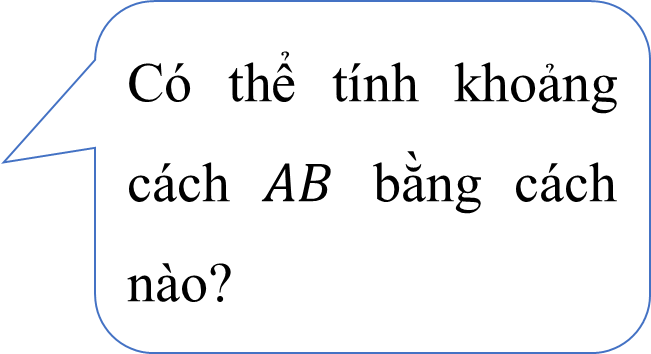 Có thể tính khoảng
cách AB bằng cách
nào?